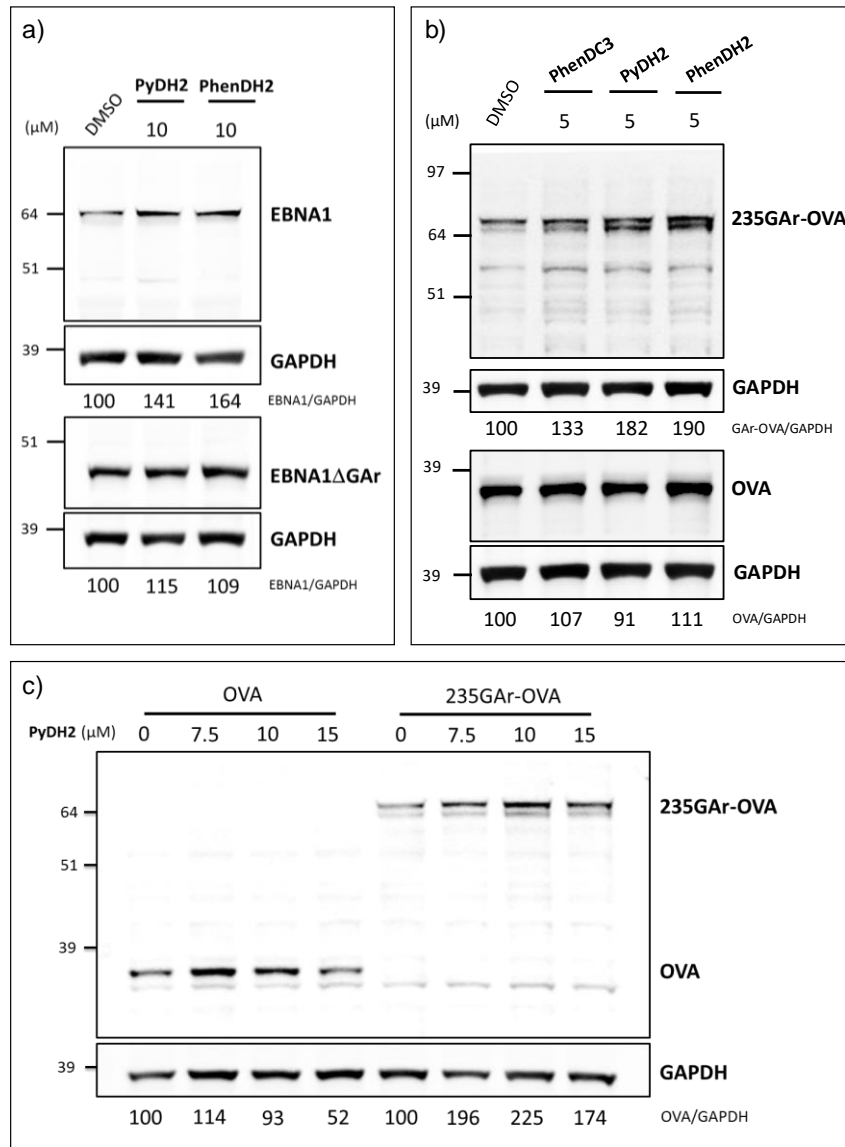 a)
PyDH2 PhenDH2
DMSO
(µM) 10 10
64
EBNA1
51
39
GAPDH
100 141 164 EBNA1/GAPDH
51
EBNA1ΔGAr
39
GAPDH
100 115 109 EBNA1/GAPDH
b)
DMSO PhenDC3 PyDH2 PhenDH2
(µM) 5 5 5
97
235GAr-OVA
64
51
39 GAPDH
100 133 182 190 GAr-OVA/GAPDH
39
OVA
39 GAPDH
100 107 91 111 OVA/GAPDH
c)
OVA 235GAr-OVA
PyDH2 (µM) 0 7.5 10 15 0 7.5 10 15
64 235GAr-OVA
51
39
OVA
39 GAPDH
100 114 93 52 100 196 225 174 OVA/GAPDH